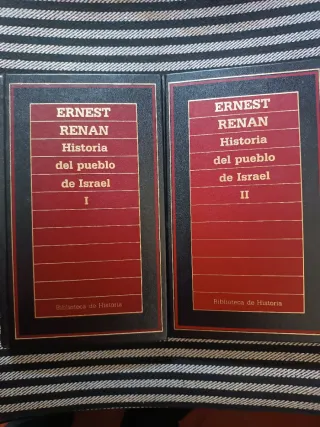 ERNEST
RENAN
Historia
del pueblo
de Israel
I
Biblioteca de Historia
ERNEST
RENAN
Historia
del pueblo
de Israel
II
Biblioteca de Historia